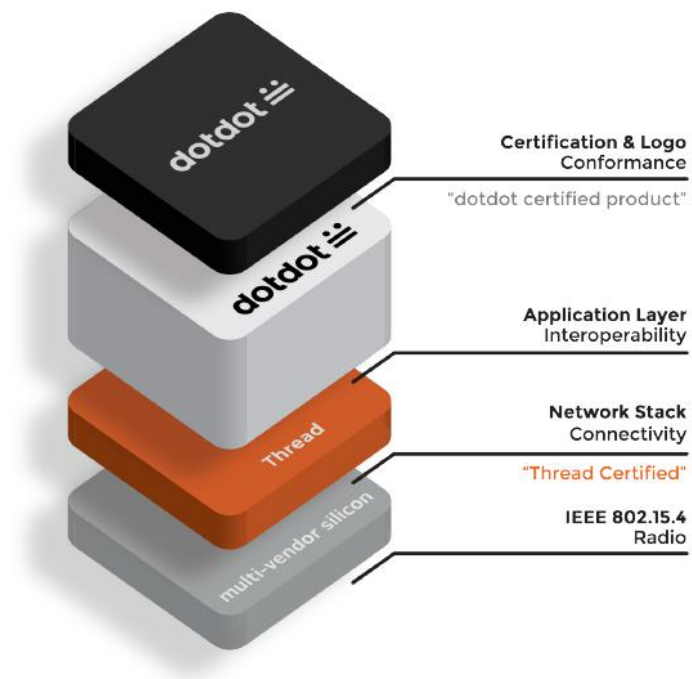 dotdot
Certification & Logo
Conformance
“dotdot certified product”
dotdot
Application Layer
Interoperability
Network Stack
Connectivity
Thread
“Thread Certified”
multi-vendor silicon
IEEE 802.15.4
Radio